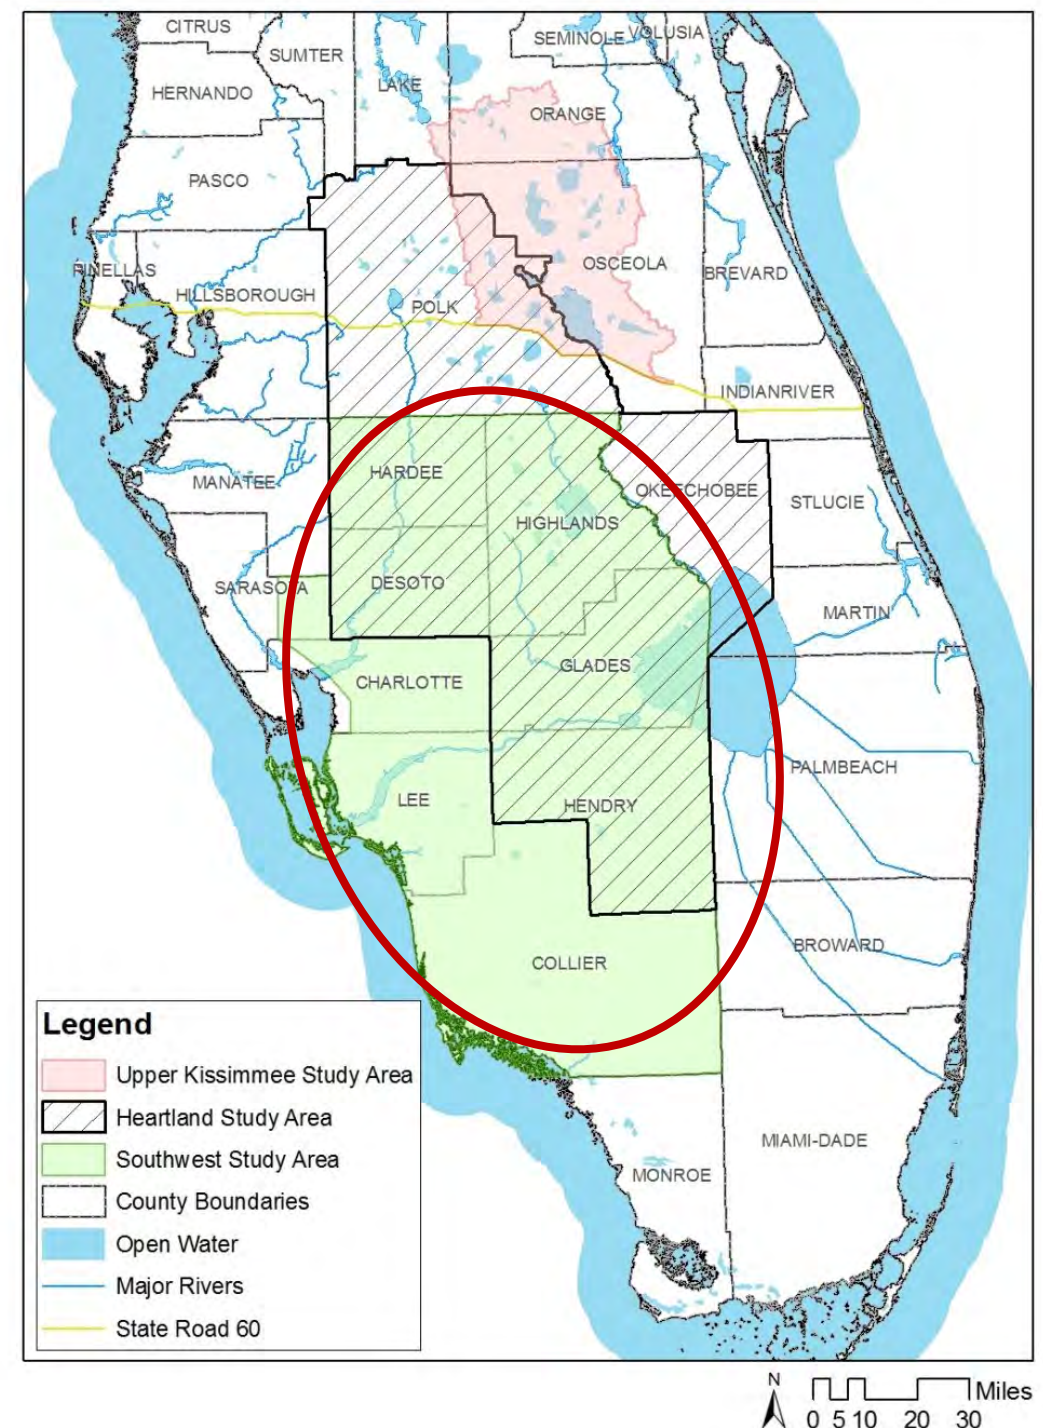 CITRUS
SUMTER
SEMINOLE
VOLUSIA
HERNANDO
LAKE
ORANGE
PASCO
PINELLAS
HILLSBOROUGH
POLK
OSCEOLA
BREVARD
INDIANRIVER
HARDEE
MANATEE
HIGHLANDS
OKEECHOBEE
STLUCIE
SARASOTA
DESOTO
MARTIN
CHARLOTTE
GLADES
LEE
HENDRY
PALMBEACH
COLLIER
BROWARD
MIAMI-DADE
MONROE
Legend
Upper Kissimmee Study Area
Heartland Study Area
Southwest Study Area
County Boundaries
Open Water
Major Rivers
State Road 60
N
Miles
0 5 10 20 30